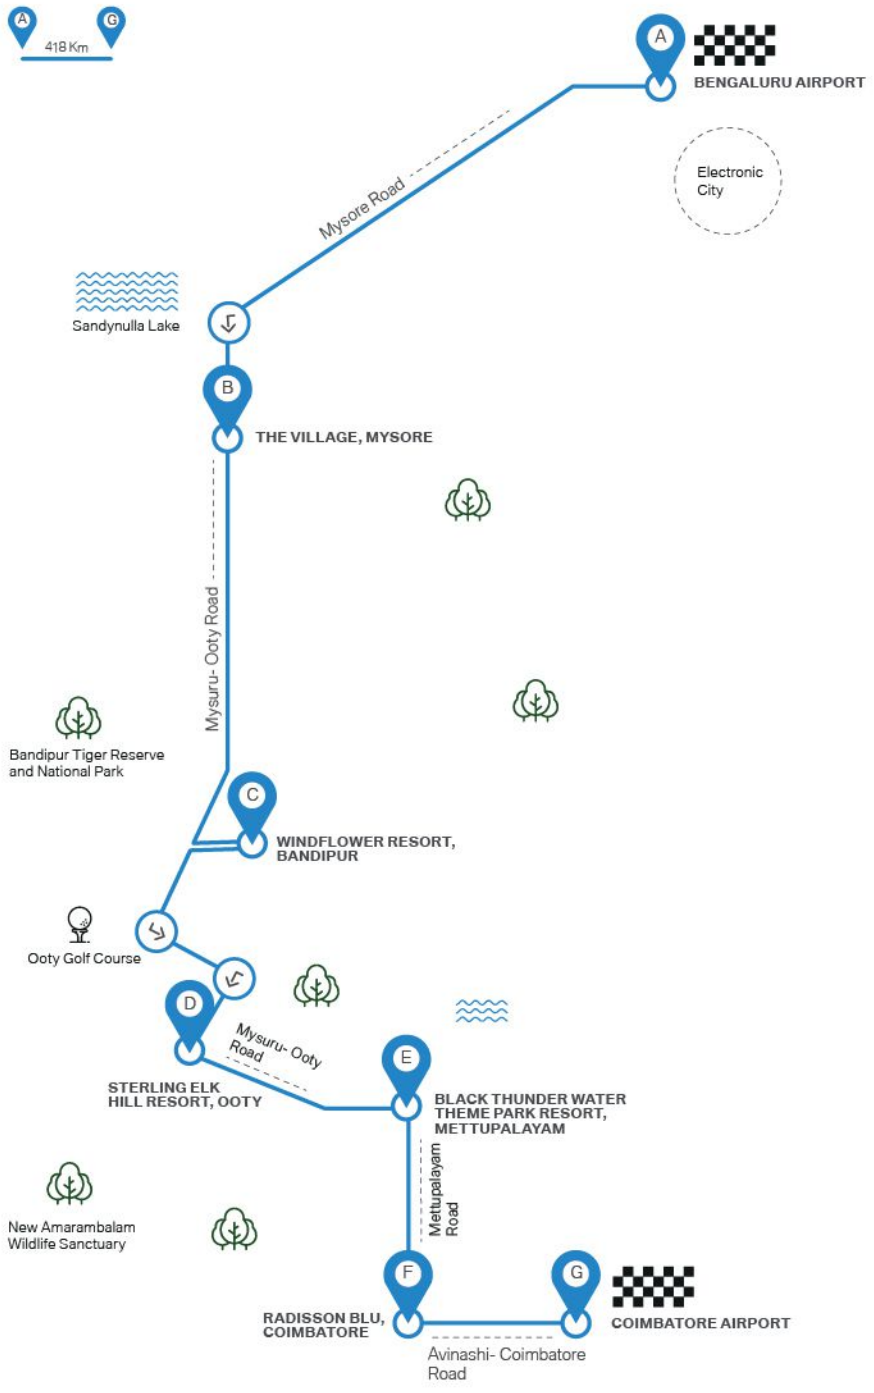 A
G
418 Km
A
BENGALURU AIRPORT
Electronic
City
Mysore Road
Sandynulla Lake
B
THE VILLAGE, MYSORE
Mysuru- Ooty Road
Bandipur Tiger Reserve
and National Park
C
WINDFLOWER RESORT,
BANDIPUR
Ooty Golf Course
D
Mysuru- Ooty
Road
STERLING ELK
HILL RESORT, OOTY
E
BLACK THUNDER WATER
THEME PARK RESORT,
METTUPALAYAM
Mettupalayam
Road
New Amarambalam
Wildlife Sanctuary
F
G
RADISSON BLU,
COIMBATORE
COIMBATORE AIRPORT
Avinashi- Coimbatore
Road